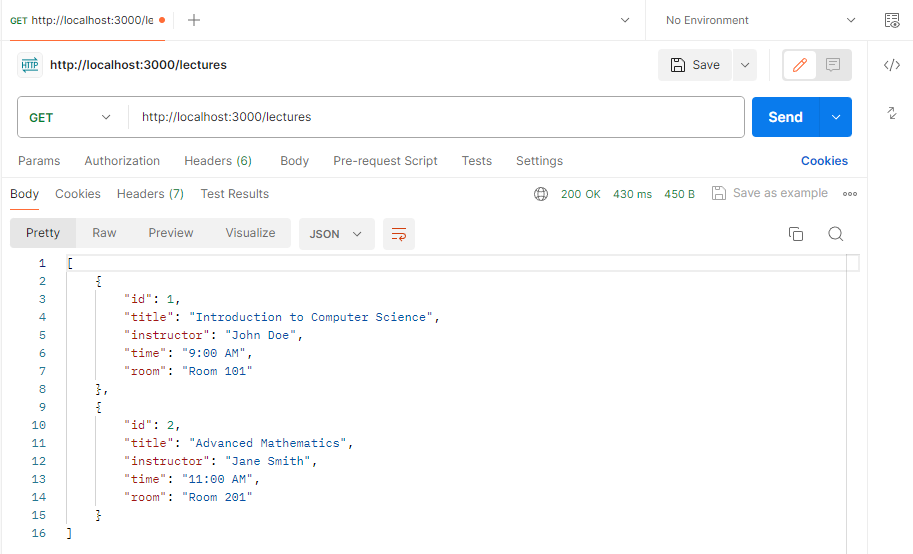 GET http://localhost:3000/le
No Environment
HTTP http://localhost:3000/lectures
Save
GET http://localhost:3000/lectures Send
Params Authorization Headers (6) Body Pre-request Script Tests Settings Cookies
Body Cookies Headers (7) Test Results 200 OK 430 ms 450 B Save as example
Pretty Raw Preview Visualize JSON
1 [
2 {
3 "id": 1,
4 "title": "Introduction to Computer Science",
5 "instructor": "John Doe",
6 "time": "9:00 AM",
7 "room": "Room 101"
8 },
9 {
10 "id": 2,
11 "title": "Advanced Mathematics",
12 "instructor": "Jane Smith",
13 "time": "11:00 AM",
14 "room": "Room 201"
15 }
16 ]